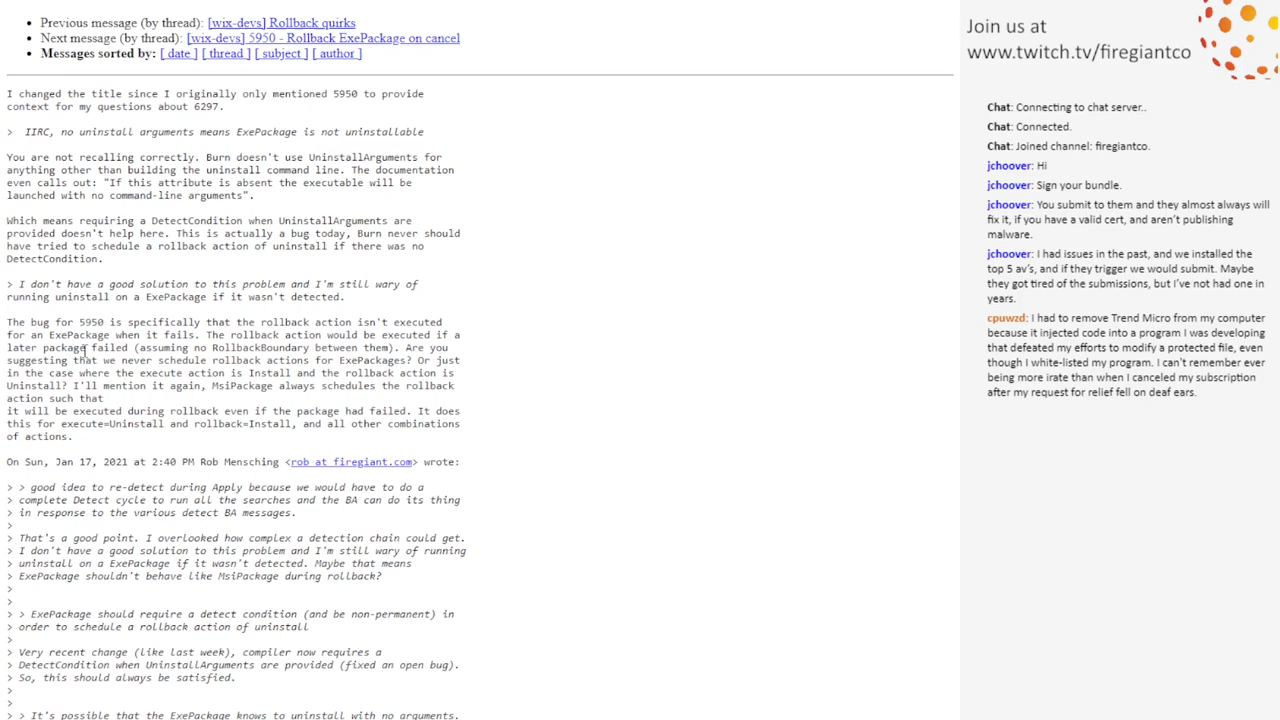 Previous message (by thread): [wix-devs] Rollback quirks
Next message (by thread): [wix-devs] 5950 - Rollback ExePackage on cancel
Messages sorted by: [ date ] [ thread ] [ subject ] [ author ]
I changed the title since I originally only mentioned 5950 to provide
context for my questions about 6297.
> IIRC, no uninstall arguments means ExePackage is not uninstallable
You are not recalling correctly. Burn doesn't use UninstallArguments for
anything other than building the uninstall command line. The documentation
even calls out: "If this attribute is absent the executable will be
launched with no command-line arguments".
Which means requiring a DetectCondition when UninstallArguments are
provided doesn't help here. This is actually a bug today, Burn never should
have tried to schedule a rollback action of uninstall if there was no
DetectCondition.
> I don't have a good solution to this problem and I'm still wary of
running uninstall on a ExePackage if it wasn't detected.
The bug for 5950 is specifically that the rollback action isn't executed
for an ExePackage when it fails. The rollback action would be executed if a
later package failed (assuming no RollbackBoundary between them). Are you
suggesting that we never schedule rollback actions for ExePackages? Or just
in the case where the execute action is Install and the rollback action is
Uninstall? I'll mention it again, MsiPackage always schedules the rollback
action such that
it will be executed during rollback even if the package had failed. It does
this for execute=Uninstall and rollback=Install, and all other combinations
of actions.
On Sun, Jan 17, 2021 at 2:40 PM Rob Mensching <rob at firegiant.com> wrote:
> > good idea to re-detect during Apply because we would have to do a
> complete Detect cycle to run all the searches and the BA can do its thing
> in response to the various detect BA messages.
>
> That's a good point. I overlooked how complex a detection chain could get.
> I don't have a good solution to this problem and I'm still wary of running
> uninstall on a ExePackage if it wasn't detected. Maybe that means
> ExePackage shouldn't behave like MsiPackage during rollback?
>
>
> > ExePackage should require a detect condition (and be non-permanent) in
> order to schedule a rollback action of uninstall
>
> Very recent change (like last week), compiler now requires a
> DetectCondition when UninstallArguments are provided (fixed an open bug).
> So, this should always be satisfied.
>
>
> > It's possible that the ExePackage knows to uninstall with no arguments.
Join us at
www.twitch.tv/firegiantco
Chat: Connecting to chat server..
Chat: Connected.
Chat: Joined channel: firegiantco.
jchoover: Hi
jchoover: Sign your bundle.
jchoover: You submit to them and they almost always will
fix it, if you have a valid cert, and aren't publishing
malware.
jchoover: I had issues in the past, and we installed the
top 5 av's, and if they trigger we would submit. Maybe
they got tired of the submissions, but I've not had one in
years.
cpuwzd: I had to remove Trend Micro from my computer
because it injected code into a program I was developing
that defeated my efforts to modify a protected file, even
though I white-listed my program. I can't remember ever
being more irate than when I canceled my subscription
after my request for relief fell on deaf ears.